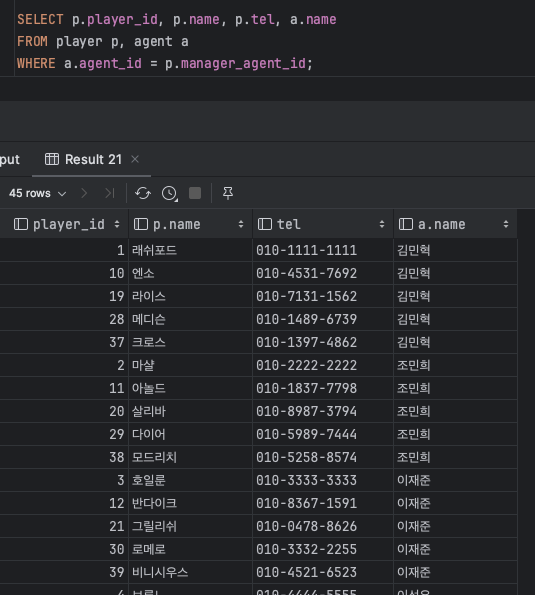 SELECT p.player_id, p.name, p.tel, a.name
FROM player p, agent a
WHERE a.agent_id = p.manager_agent_id;
put Result 21 ×
45 rows
player_id p.name tel a.name
1 래쉬포드 010-1111-1111 김민혁
10 엔소 010-4531-7692 김민혁
19 라이스 010-7131-1562 김민혁
28 메디슨 010-1489-6739 김민혁
37 크로스 010-1397-4862 김민혁
2 마샬 010-2222-2222 조민희
11 아놀드 010-1837-7798 조민희
20 살리바 010-8987-3794 조민희
29 다이어 010-5989-7444 조민희
38 모드리치 010-5258-8574 조민희
3 호일룬 010-3333-3333 이재준
12 반다이크 010-8367-1591 이재준
21 그릴리쉬 010-0478-8626 이재준
30 로메로 010-3332-2255 이재준
39 비니시우스 010-4521-6523 이재준
4 010-4444-5555